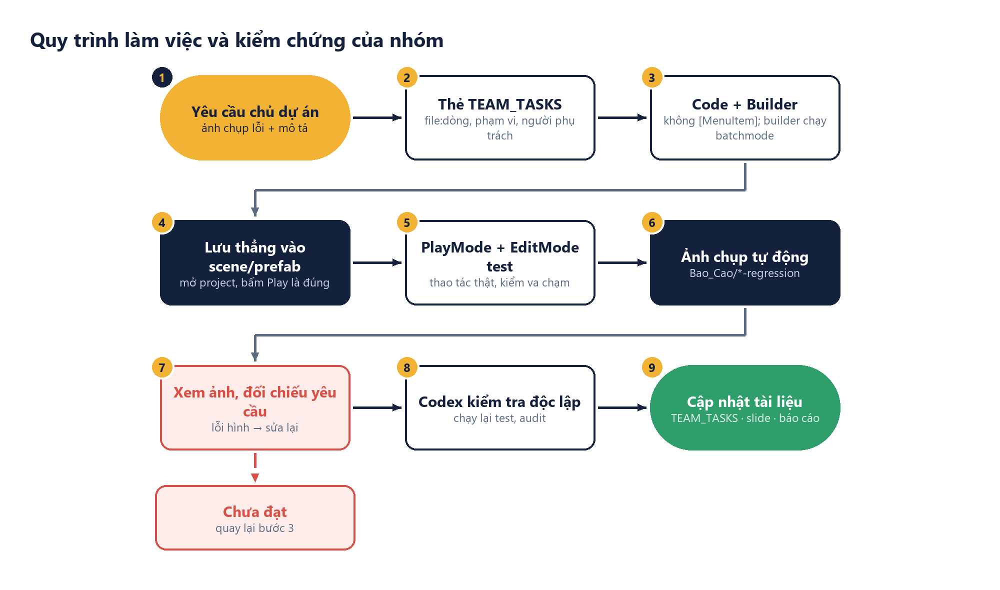 Quy trình làm việc và kiểm chứng của nhóm
1
Yêu cầu chủ dự án
ảnh chụp lỗi + mô tả
2
Thẻ TEAM_TASKS
file:dòng, phạm vi, người phụ
trách
3
Code + Builder
không [MenuItem]; builder chạy
batchmode
4
Lưu thẳng vào
scene/prefab
mở project, bấm Play là đúng
5
PlayMode + EditMode
test
thao tác thật, kiểm va chạm
6
Ảnh chụp tự động
Bao_Cao/*-regression
7
Xem ảnh, đối chiếu yêu
cầu
lỗi hình → sửa lại
8
Codex kiểm tra độc lập
chạy lại test, audit
9
Cập nhật tài liệu
TEAM_TASKS · slide · báo cáo
Chưa đạt
quay lại bước 3